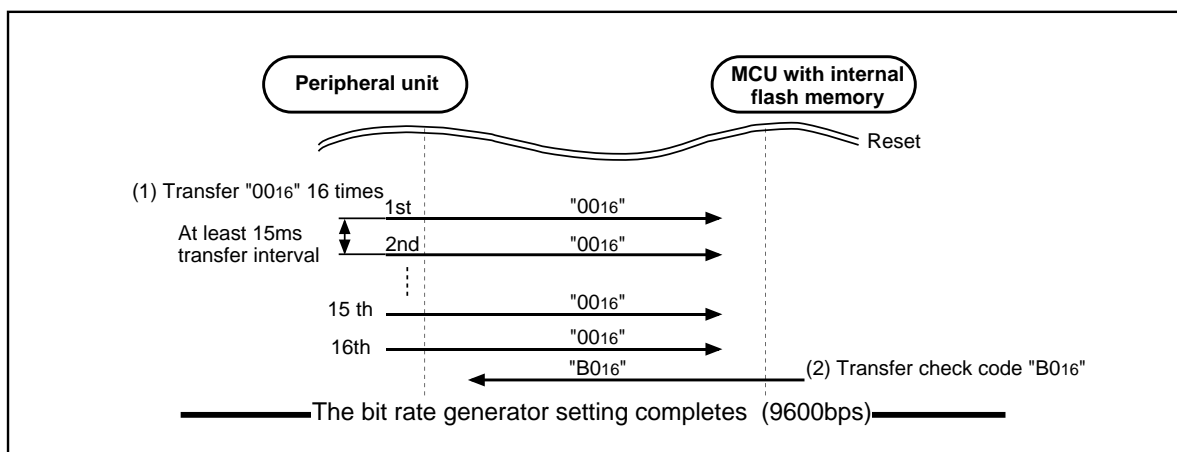 Peripheral unit
MCU with internal
flash memory
Reset
(1) Transfer "0016" 16 times
1st
"0016"
At least 15ms
transfer interval
2nd
"0016"
15 th
"0016"
16th
"0016"
"B016"
(2) Transfer check code "B016"
The bit rate generator setting completes (9600bps)